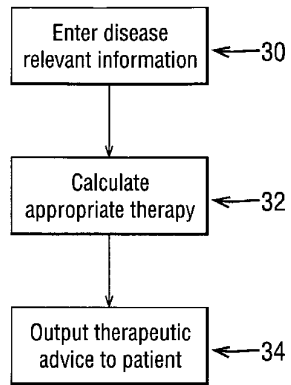 Enter disease
relevant information
30
Calculate
appropriate therapy
32
Output therapeutic
advice to patient
34